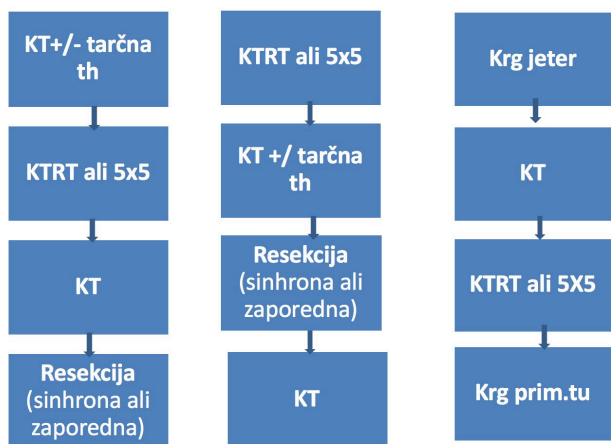 KT+/- tarčna
th
KTRT ali 5x5
KT
Resekcija
(sinhrona ali
zaporedna)
KTRT ali 5x5
KT +/ tarčna
th
Resekcija
(sinhrona ali
zaporedna)
KT
Krg jeter
KT
KTRT ali 5X5
Krg prim.tu